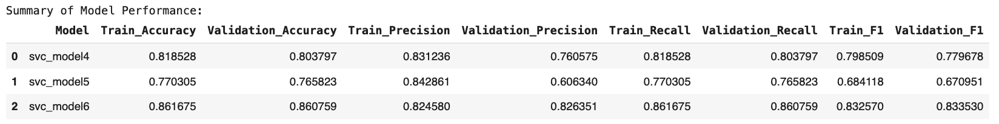 Summary of Model Performance:
Model Train_Accuracy Validation_Accuracy Train_Precision Validation_Precision Train_Recall Validation_Recall Train_F1 Validation_F1
0 svc_model4 0.818528 0.803797 0.831236 0.760575 0.818528 0.803797 0.798509 0.779678
1 svc_model5 0.770305 0.765823 0.842861 0.606340 0.770305 0.765823 0.684118 0.670951
2 svc_model6 0.861675 0.860759 0.824580 0.826351 0.861675 0.860759 0.832570 0.833530